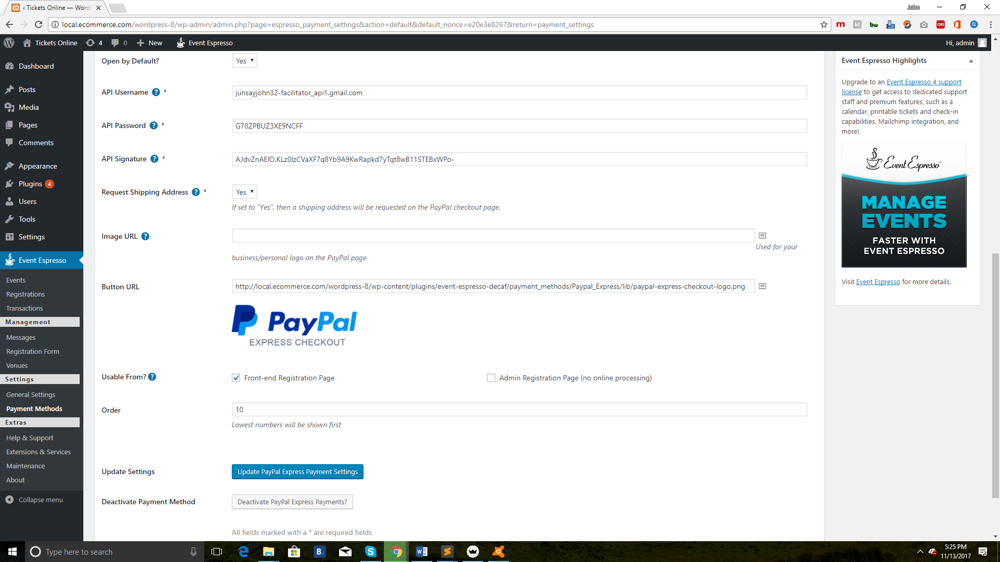 ‹ Tickets Online — Word
John
local.ecommerce.com/wordpress-8/wp-admin/admin.php?page=espresso_payment_settings&action=default&default_nonce=e20e3e8267&return=payment_settings
Tickets Online 4 0 New Event Espresso Hi, admin
Dashboard
Posts
Media
Pages
Comments
Appearance
Plugins 4
Users
Tools
Settings
Event Espresso
Events
Registrations
Transactions
Management
Messages
Registration Form
Venues
Settings
General Settings
Payment Methods
Extras
Help & Support
Extensions & Services
Maintenance
About
Collapse menu
Open by Default? Yes
API Username ? * junsayjohn32-facilitator_api1.gmail.com
API Password ? * G78ZPBUZ3XE9NCFF
API Signature ? * AJdvZnAEIO.KLz0lzCVaXF7q8Yb9A9KwRapkd7yTqt8wB11STEBxWPo-
Request Shipping Address ? * Yes
If set to "Yes", then a shipping address will be requested on the PayPal checkout page.
Image URL ?
Used for your
business/personal logo on the PayPal page
Button URL http://local.ecommerce.com/wordpress-8/wp-content/plugins/event-espresso-decaf/payment_methods/Paypal_Express/lib/paypal-express-checkout-logo.png
PayPal
EXPRESS CHECKOUT
Usable From? ? Front-end Registration Page Admin Registration Page (no online processing)
Order 10
Lowest numbers will be shown first
Update Settings Update PayPal Express Payment Settings
Deactivate Payment Method Deactivate PayPal Express Payments?
All fields marked with a * are required fields
Event Espresso Highlights
Upgrade to an Event Espresso 4 support
license to get access to dedicated support
staff and premium features, such as a
calendar, printable tickets and check-in
capabilities, Mailchimp integration, and
more!
Event Espresso™
MANAGE
EVENTS
FASTER WITH
EVENT ESPRESSO
Visit Event Espresso for more details.
Type here to search
5:25 PM
11/13/2017